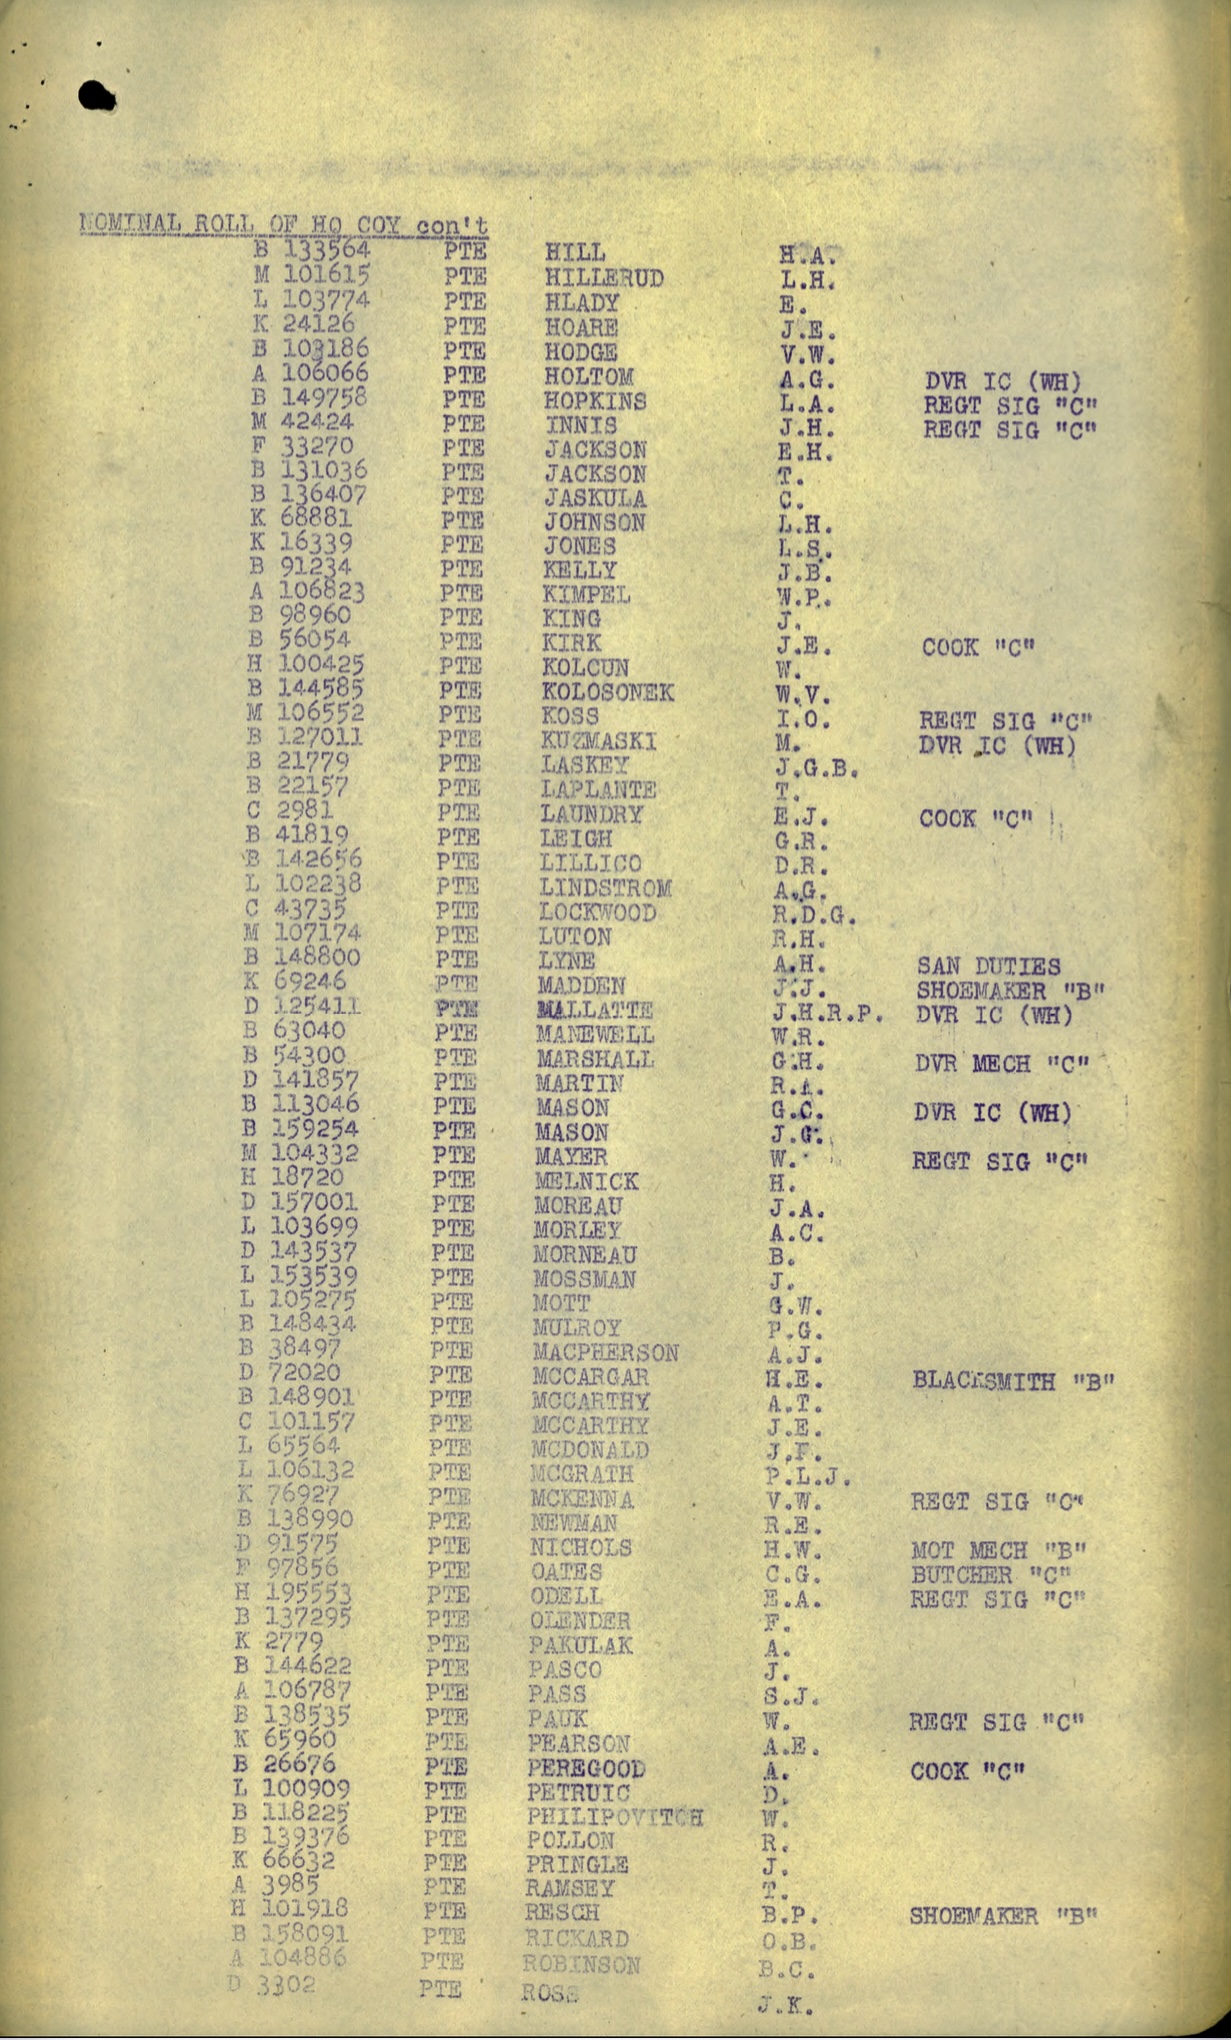 NOMINAL ROLL OF HQ COY con't
B 133564 PTE HILL H.A.
M 101615 PTE HILLERUD L.H.
L 103774 PTE HLADY E.
K 24126 PTE HOARE J.E.
B 103186 PTE HODGE V.W.
A 106066 PTE HOLTOM A.G. DVR IC (WH)
B 149758 PTE HOPKINS L.A. REGT SIG "C"
M 42424 PTE INNIS J.H. REGT SIG "C"
F 33270 PTE JACKSON E.H.
B 131036 PTE JACKSON T.
B 136407 PTE JASKULA C.
K 68881 PTE JOHNSON L.H.
K 16339 PTE JONES L.S.
B 91234 PTE KELLY J.B.
A 106823 PTE KIMPEL W.P.
B 98960 PTE KING J.
B 56054 PTE KIRK J.E. COOK "C"
H 100425 PTE KOLCUN W.
B 144585 PTE KOLOSONEK W.V.
M 106552 PTE KOSS I.O. REGT SIG "C"
B 127011 PTE KUZMASKI M. DVR IC (WH)
B 21779 PTE LASKEY J.G.B.
B 22157 PTE LAPLANTE T.
C 2981 PTE LAUNDRY E.J. COOK "C"
B 41819 PTE LEIGH G.R.
B 142656 PTE LILLICO D.R.
L 102238 PTE LINDSTROM A.G.
C 43735 PTE LOCKWOOD R.D.G.
M 107174 PTE LUTON R.H.
B 148800 PTE LYNE A.H. SAN DUTIES
K 69246 PTE MADDEN J.J. SHOEMAKER "B"
D 125411 PTE MALLATTE J.H.R.P. DVR IC (WH)
B 63040 PTE MANEWELL W.R.
B 54300 PTE MARSHALL G.H. DVR MECH "C"
D 141857 PTE MARTIN R.A.
B 113046 PTE MASON G.C. DVR IC (WH)
B 159254 PTE MASON J.G.
M 104332 PTE MAYER W. REGT SIG "C"
H 18720 PTE MELNICK H.
D 157001 PTE MOREAU J.A.
L 103699 PTE MORLEY A.C.
D 143537 PTE MORNEAU B.
L 153539 PTE MOSSMAN J.
L 105275 PTE MOTT G.W.
B 148434 PTE MULROY P.G.
B 38497 PTE MACPHERSON A.J.
D 72020 PTE MCCARGAR H.E. BLACKSMITH "B"
B 148901 PTE MCCARTHY A.T.
C 101157 PTE MCCARTHY J.E.
L 65564 PTE MCDONALD J.F.
L 106132 PTE MCGRATH P.L.J.
K 76927 PTE MCKENNA V.W. REGT SIG "C"
B 138990 PTE NEWMAN R.E.
D 91575 PTE NICHOLS H.W. MOT MECH "B"
F 97856 PTE OATES C.G. BUTCHER "C"
H 195553 PTE ODELL E.A. REGT SIG "C"
B 137295 PTE OLENDER F.
K 2779 PTE PAKULAK A.
B 144622 PTE PASCO J.
A 106787 PTE PASS S.J.
B 138535 PTE PAUK W. REGT SIG "C"
K 65960 PTE PEARSON A.E.
B 26676 PTE PEREGOOD A. COOK "C"
L 100909 PTE PETRUIC D.
B 118225 PTE PHILIPOVITCH W.
B 139376 PTE POLLON R.
K 66632 PTE PRINGLE J.
A 3985 PTE RAMSEY T.
H 101918 PTE RESCH B.P. SHOEMAKER "B"
B 158091 PTE RICKARD O.B.
A 104886 PTE ROBINSON B.C.
D 3302 PTE ROSS J.K.